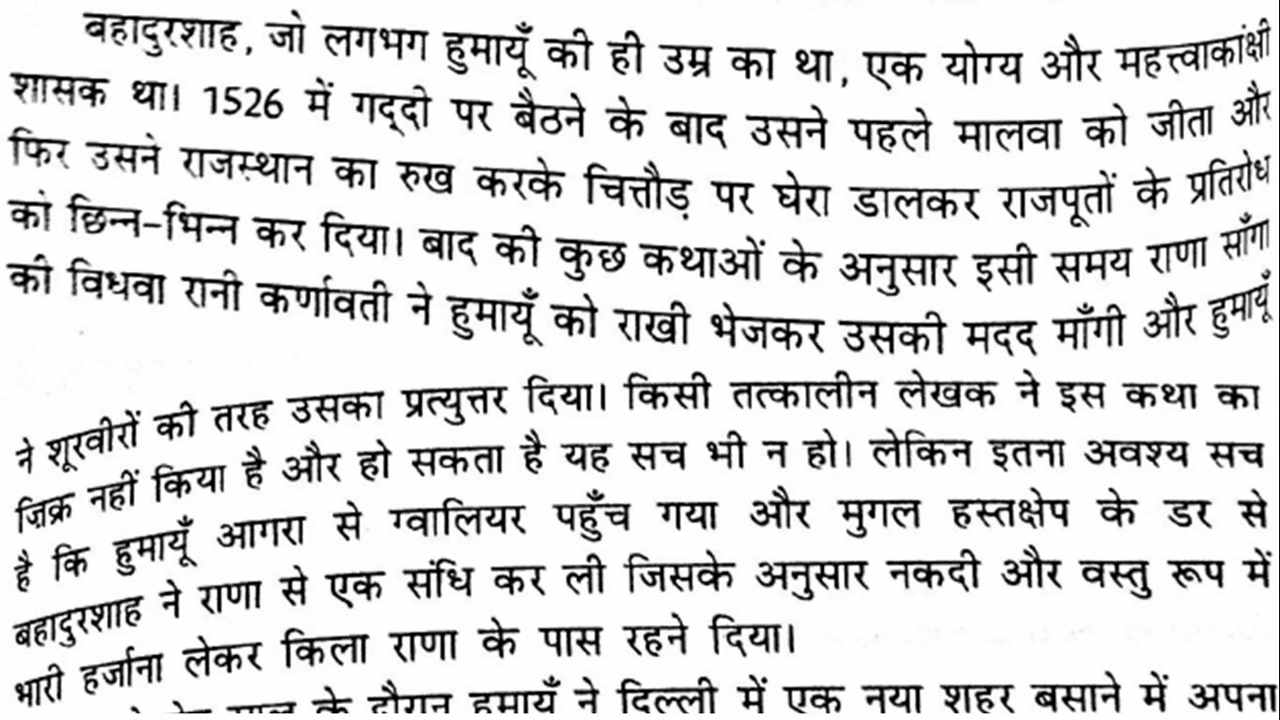 बहादुरशाह, जो लगभग हुमायूँ की ही उम्र का था, एक योग्य और महत्त्वाकांक्षी
शासक था। 1526 में गद्दी पर बैठने के बाद उसने पहले मालवा को जीता और
फिर उसने राजस्थान का रुख करके चित्तौड़ पर घेरा डालकर राजपूतों के प्रतिरोध
को छिन्न-भिन्न कर दिया। बाद की कुछ कथाओं के अनुसार इसी समय राणा साँगा
की विधवा रानी कर्णावती ने हुमायूँ को राखी भेजकर उसकी मदद माँगी और हुमायूँ
ने शूरवीरों की तरह उसका प्रत्युत्तर दिया। किसी तत्कालीन लेखक ने इस कथा का
ज़िक्र नहीं किया है और हो सकता है यह सच भी न हो। लेकिन इतना अवश्य सच
है कि हुमायूँ आगरा से ग्वालियर पहुँच गया और मुगल हस्तक्षेप के डर से
बहादुरशाह ने राणा से एक संधि कर ली जिसके अनुसार नकदी और वस्तु रूप में
भारी हर्जाना लेकर किला राणा के पास रहने दिया।
के दौरान हुमायूँ ने दिल्ली में एक नया शहर बसाने में अपना